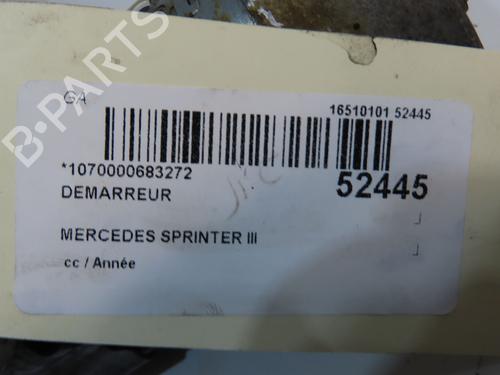 B-PARTS
GA
16510101 52445
*1070000683272
DEMARREUR
52445
MERCEDES SPRINTER III
cc / Année